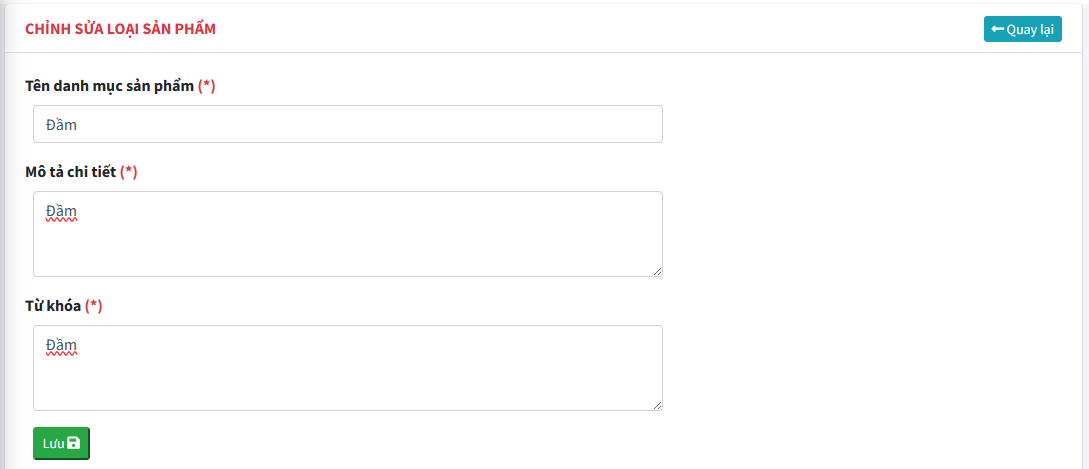 CHỈNH SỬA LOẠI SẢN PHẨM
Quay lại
Tên danh mục sản phẩm (*)
Đầm
Mô tả chi tiết (*)
Đầm
Từ khóa (*)
Đầm
Lưu